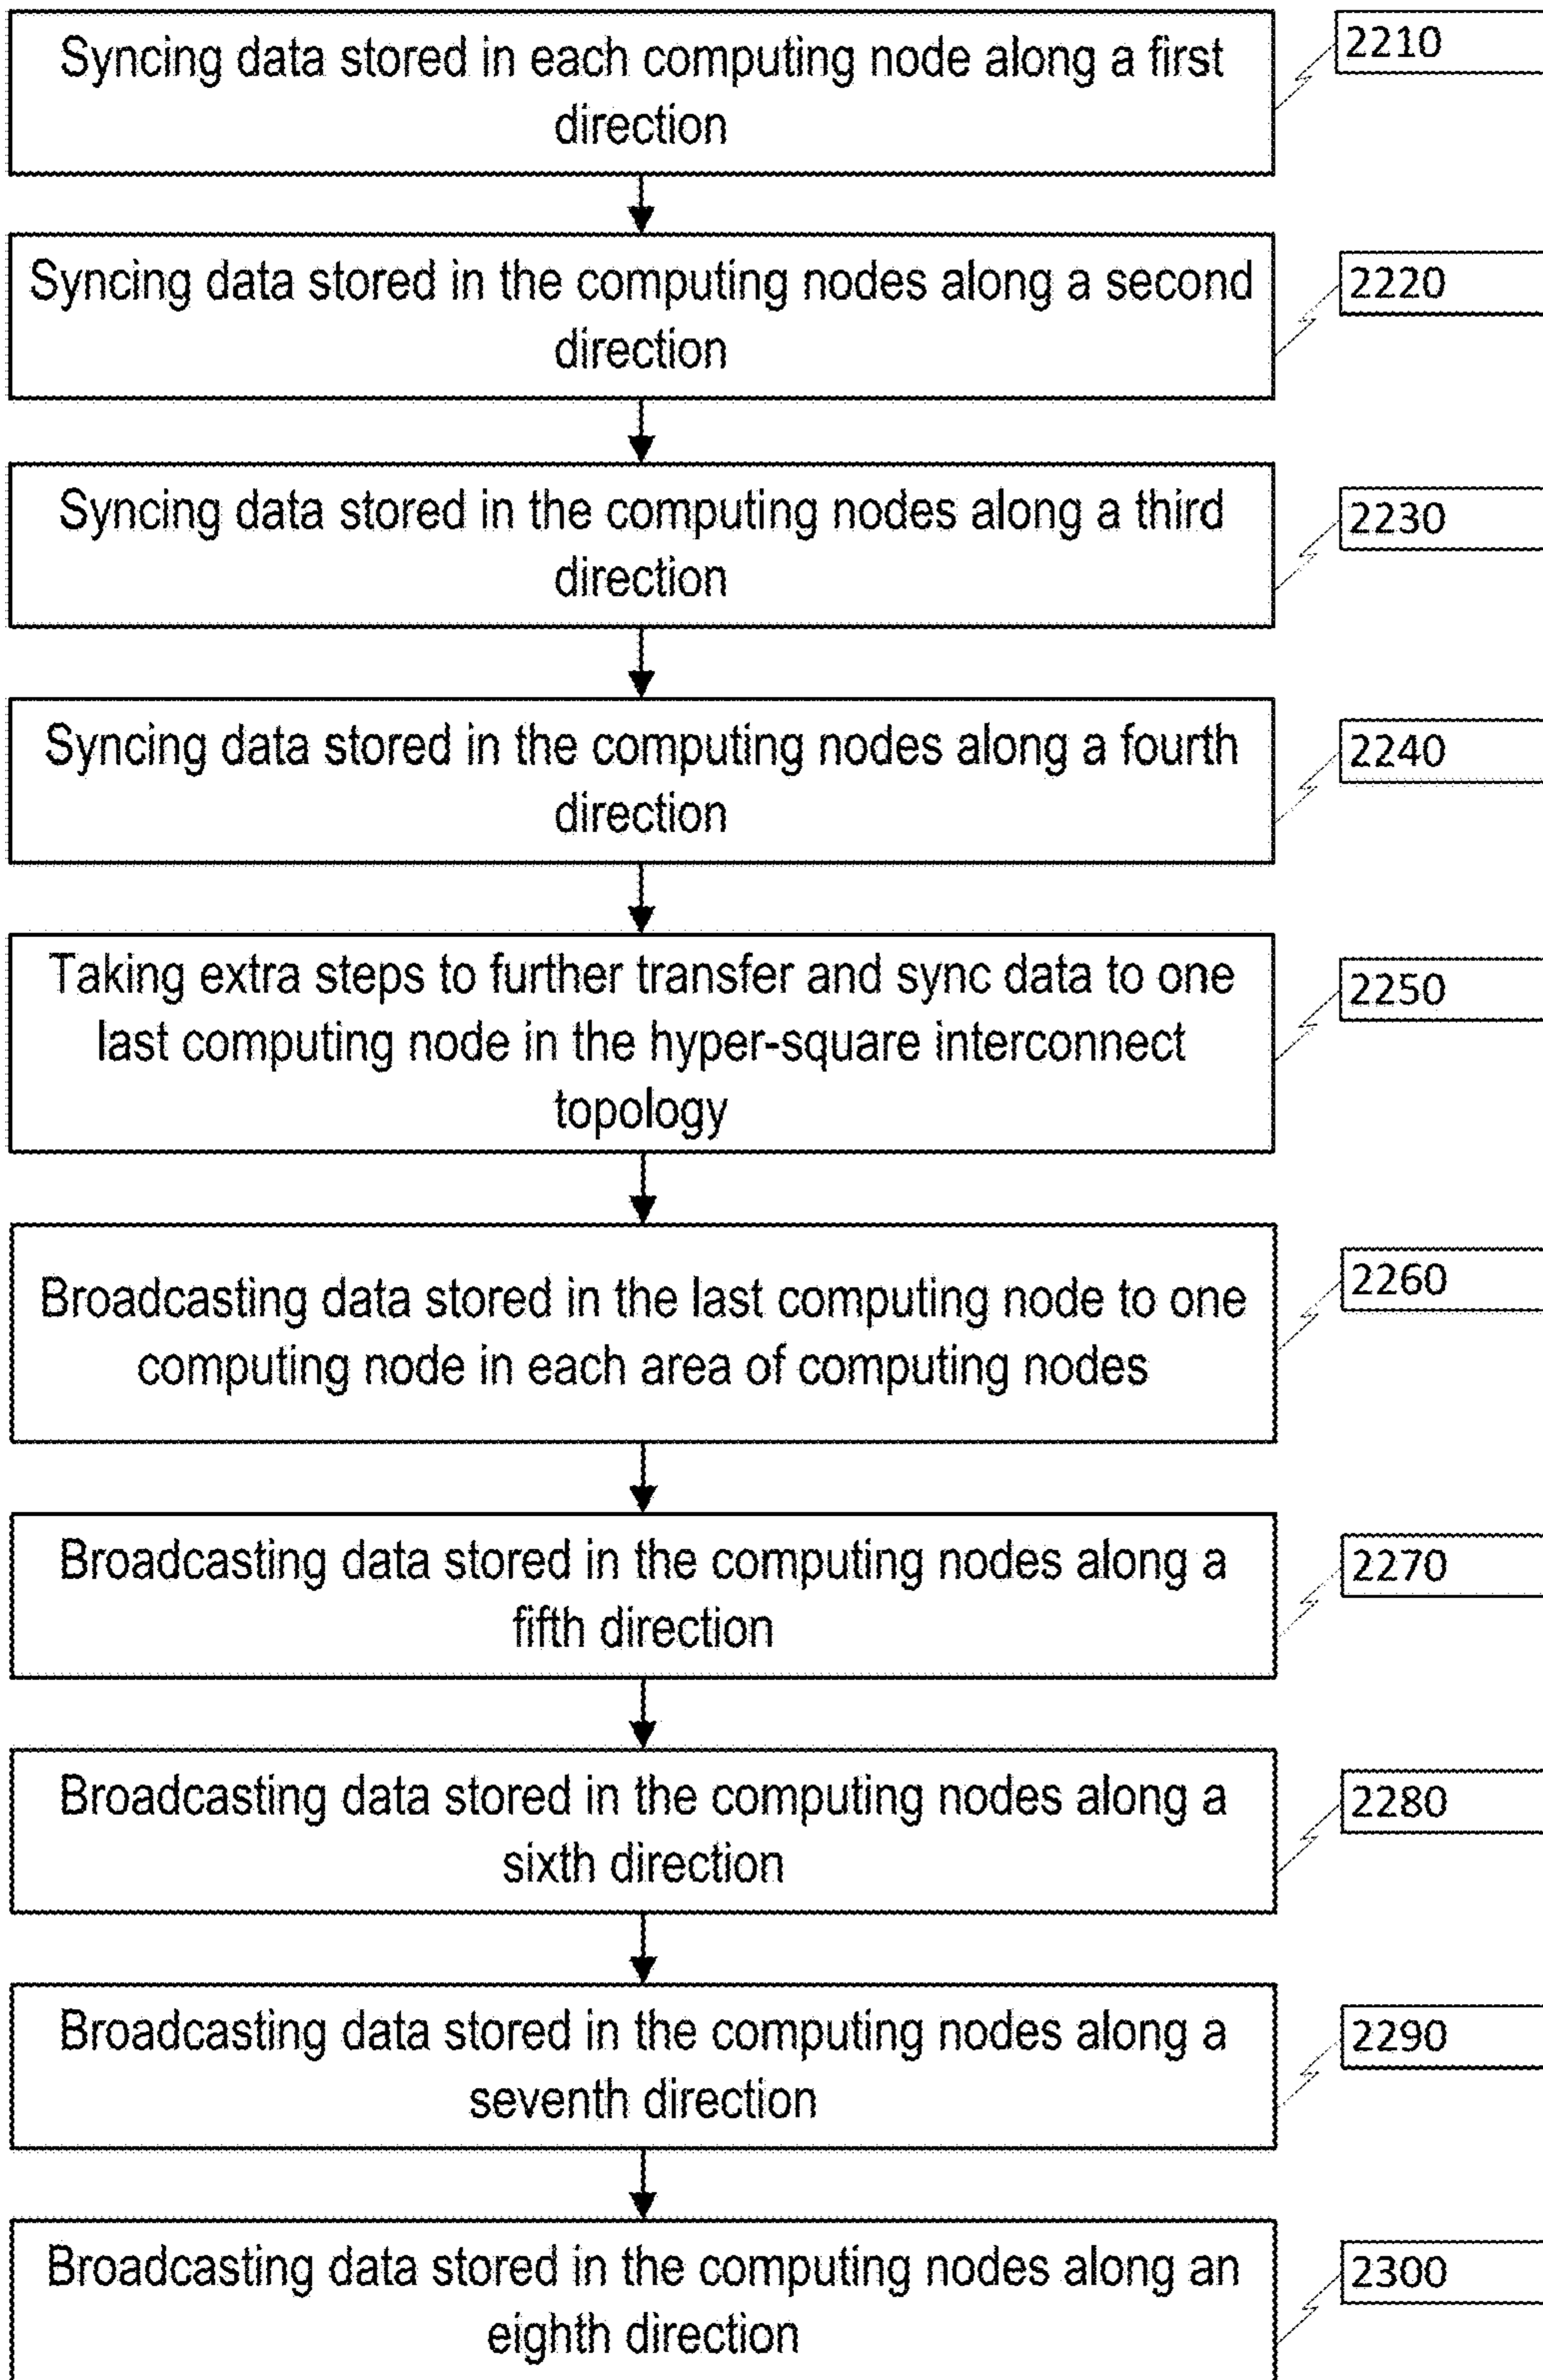 Syncing data stored in each computing node along a first
direction
2210
Syncing data stored in the computing nodes along a second
direction
2220
Syncing data stored in the computing nodes along a third
direction
2230
Syncing data stored in the computing nodes along a fourth
direction
2240
Taking extra steps to further transfer and sync data to one
last computing node in the hyper-square interconnect
topology
2250
Broadcasting data stored in the last computing node to one
computing node in each area of computing nodes
2260
Broadcasting data stored in the computing nodes along a
fifth direction
2270
Broadcasting data stored in the computing nodes along a
sixth direction
2280
Broadcasting data stored in the computing nodes along a
seventh direction
2290
Broadcasting data stored in the computing nodes along an
eighth direction
2300